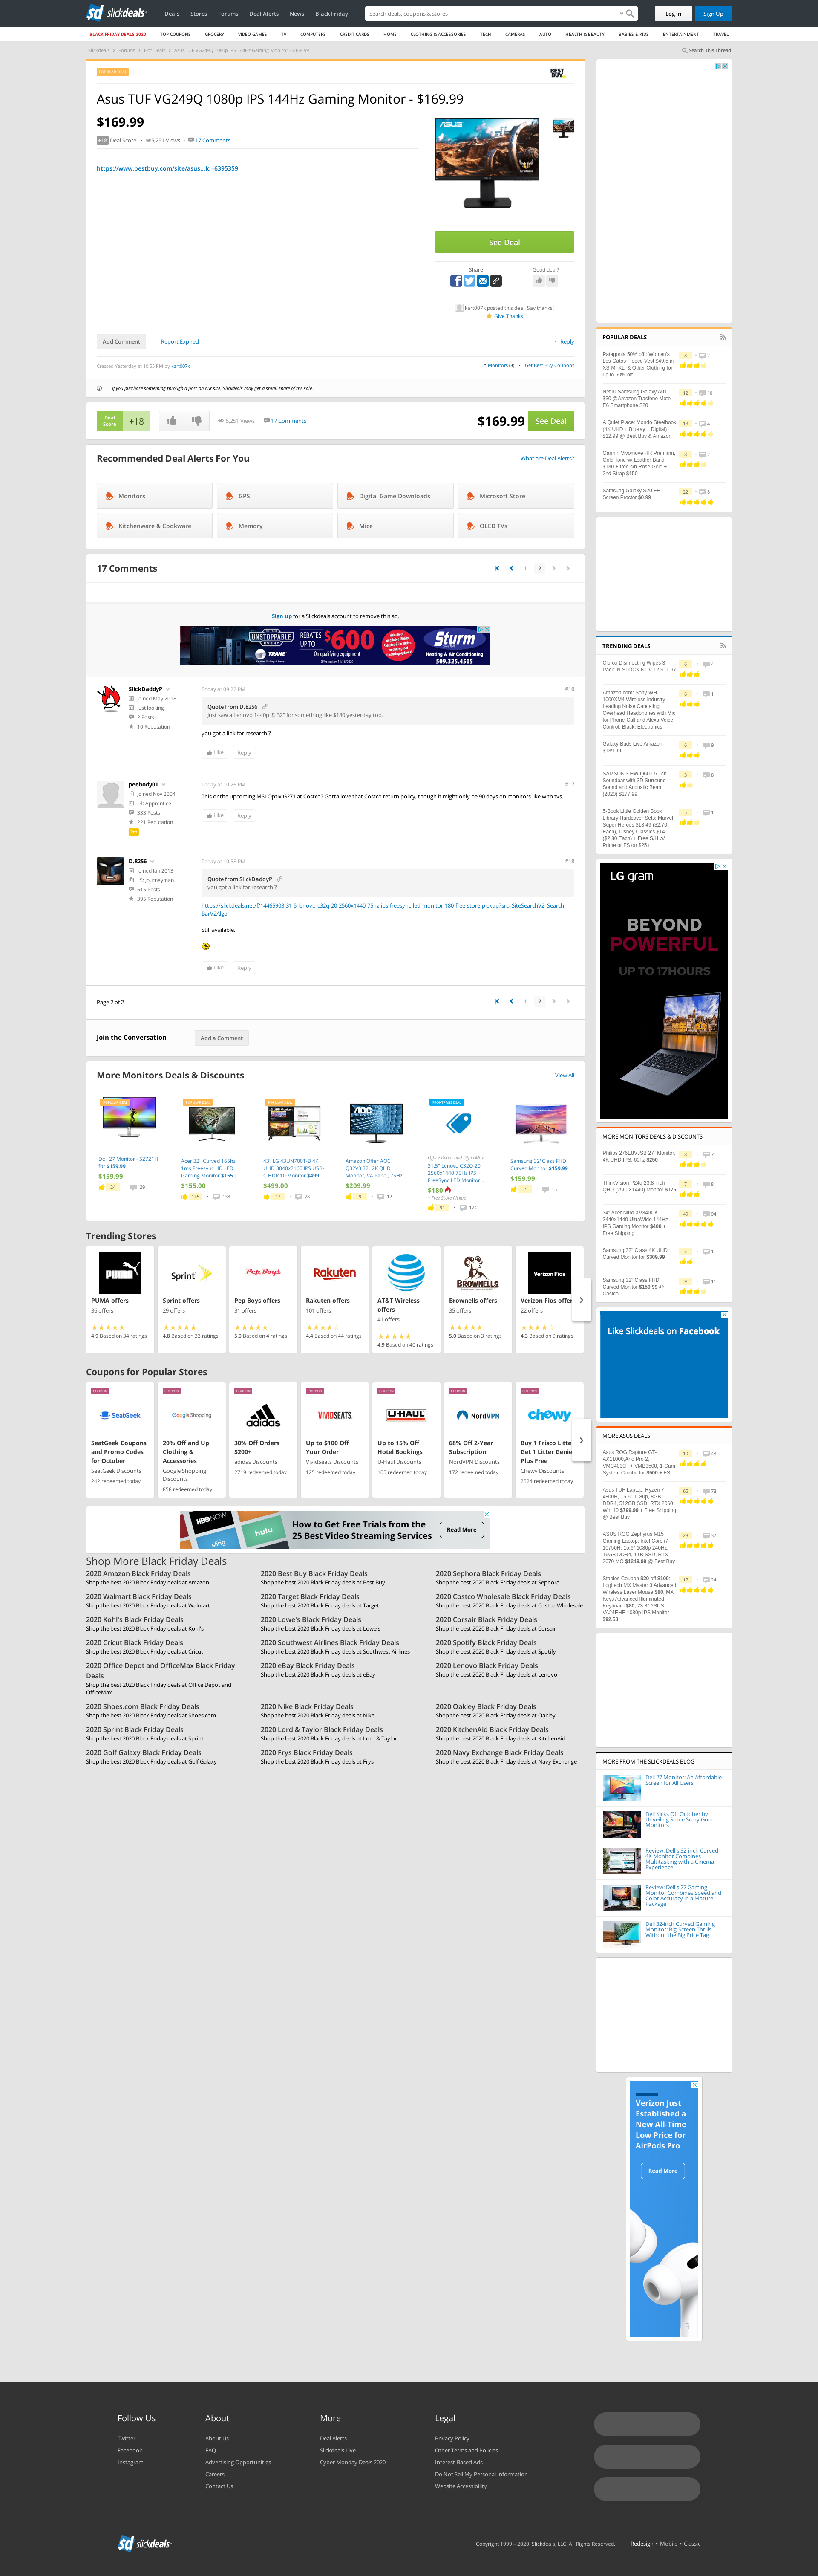 slickdeals
Deals Stores Forums Deal Alerts News Black Friday
Search deals, coupons & stores
Log In Sign Up
BLACK FRIDAY DEALS 2020 TOP COUPONS GROCERY VIDEO GAMES TV COMPUTERS CREDIT CARDS HOME CLOTHING & ACCESSORIES TECH CAMERAS AUTO HEALTH & BEAUTY BABIES & KIDS ENTERTAINMENT TRAVEL
Slickdeals Forums Hot Deals Asus TUF VG249Q 1080p IPS 144Hz Gaming Monitor - $169.99
Search This Thread
BEST BUY
Asus TUF VG249Q 1080p IPS 144Hz Gaming Monitor - $169.99
$169.99
+18 Deal Score 5,251 Views 17 Comments
https://www.bestbuy.com/site/asus...Id=6395359
See Deal
Share Good deal?
kart007k posted this deal. Say thanks!
Give Thanks
Add Comment Report Expired Reply
Created Yesterday at 10:05 PM by kart007k
in Monitors (3) Get Best Buy Coupons
If you purchase something through a post on our site, Slickdeals may get a small share of the sale.
Deal Score +18 5,251 Views 17 Comments $169.99 See Deal
Recommended Deal Alerts For You What are Deal Alerts?
Monitors GPS Digital Game Downloads Microsoft Store
Kitchenware & Cookware Memory Mice OLED TVs
17 Comments 1 2
Sign up for a Slickdeals account to remove this ad.
UNSTOPPABLE REBATES UP TO $600 Sturm Heating & Air Conditioning 509.325.4505
SlickDaddyP
Joined May 2018
just looking
2 Posts
10 Reputation
Today at 09:22 PM #16
Quote from D.8256
Just saw a Lenovo 1440p @ 32" for something like $180 yesterday too.
you got a link for research ?
Like Reply
peebody01
Joined Nov 2004
L4: Apprentice
333 Posts
221 Reputation
Today at 10:26 PM #17
This or the upcoming MSI Optix G271 at Costco? Gotta love that Costco return policy, though it might only be 90 days on monitors like with tvs.
Like Reply
D.8256
Joined Jan 2013
L5: Journeyman
615 Posts
395 Reputation
Today at 10:58 PM #18
Quote from SlickDaddyP
you got a link for research ?
https://slickdeals.net/f/14465903-31-5-lenovo-c32q-20-2560x1440-75hz-ips-freesync-led-monitor-180-free-store-pickup?src=SiteSearchV2_Search
BarV2Algo
Still available.
Like Reply
Page 2 of 2 1 2
Join the Conversation Add a Comment
More Monitors Deals & Discounts View All
Dell 27 Monitor - S2721H for $159.99
$159.99
24 29
Acer 32" Curved 165hz 1ms Freesync HD LED Gaming Monitor $155 | ...
$155.00
145 138
43" LG 43UN700T-B 4K UHD 3840x2160 IPS USB-C HDR 10 Monitor $499 ...
$499.00
17 78
Amazon Offer AOC Q32V3 32" 2K QHD Monitor, VA Panel, 75Hz...
$209.99
9 12
Office Depot and OfficeMax
31.5" Lenovo C32Q-20 2560x1440 75Hz IPS FreeSync LED Monitor...
$180
+ Free Store Pickup
91 174
Samsung 32"Class FHD Curved Monitor $159.99
$159.99
15 15
Trending Stores
PUMA Sprint Pep Boys Rakuten AT&T BROWNELLS Verizon Fios
PUMA offers
36 offers
4.9 Based on 34 ratings
Sprint offers
29 offers
4.8 Based on 33 ratings
Pep Boys offers
31 offers
5.0 Based on 4 ratings
Rakuten offers
101 offers
4.4 Based on 44 ratings
AT&T Wireless offers
41 offers
4.9 Based on 40 ratings
Brownells offers
35 offers
5.0 Based on 3 ratings
Verizon Fios offers
22 offers
4.3 Based on 9 ratings
Coupons for Popular Stores
COUPON COUPON COUPON COUPON COUPON COUPON COUPON
SeatGeek Google Shopping adidas VIVIDSEATS U-HAUL NordVPN chewy
SeatGeek Coupons and Promo Codes for October
SeatGeek Discounts
242 redeemed today
20% Off and Up Clothing & Accessories
Google Shopping Discounts
858 redeemed today
30% Off Orders $200+
adidas Discounts
2719 redeemed today
Up to $100 Off Your Order
VividSeats Discounts
125 redeemed today
Up to 15% Off Hotel Bookings
U-Haul Discounts
105 redeemed today
68% Off 2-Year Subscription
NordVPN Discounts
172 redeemed today
Buy 1 Frisco Litter Get 1 Litter Genie Plus Free
Chewy Discounts
2524 redeemed today
HBO NOW hulu How to Get Free Trials from the 25 Best Video Streaming Services Read More
Shop More Black Friday Deals
2020 Amazon Black Friday Deals 2020 Best Buy Black Friday Deals 2020 Sephora Black Friday Deals
Shop the best 2020 Black Friday deals at Amazon Shop the best 2020 Black Friday deals at Best Buy Shop the best 2020 Black Friday deals at Sephora
2020 Walmart Black Friday Deals 2020 Target Black Friday Deals 2020 Costco Wholesale Black Friday Deals
Shop the best 2020 Black Friday deals at Walmart Shop the best 2020 Black Friday deals at Target Shop the best 2020 Black Friday deals at Costco Wholesale
2020 Kohl's Black Friday Deals 2020 Lowe's Black Friday Deals 2020 Corsair Black Friday Deals
Shop the best 2020 Black Friday deals at Kohl's Shop the best 2020 Black Friday deals at Lowe's Shop the best 2020 Black Friday deals at Corsair
2020 Cricut Black Friday Deals 2020 Southwest Airlines Black Friday Deals 2020 Spotify Black Friday Deals
Shop the best 2020 Black Friday deals at Cricut Shop the best 2020 Black Friday deals at Southwest Airlines Shop the best 2020 Black Friday deals at Spotify
2020 Office Depot and OfficeMax Black Friday Deals 2020 eBay Black Friday Deals 2020 Lenovo Black Friday Deals
Shop the best 2020 Black Friday deals at Office Depot and OfficeMax Shop the best 2020 Black Friday deals at eBay Shop the best 2020 Black Friday deals at Lenovo
2020 Shoes.com Black Friday Deals 2020 Nike Black Friday Deals 2020 Oakley Black Friday Deals
Shop the best 2020 Black Friday deals at Shoes.com Shop the best 2020 Black Friday deals at Nike Shop the best 2020 Black Friday deals at Oakley
2020 Sprint Black Friday Deals 2020 Lord & Taylor Black Friday Deals 2020 KitchenAid Black Friday Deals
Shop the best 2020 Black Friday deals at Sprint Shop the best 2020 Black Friday deals at Lord & Taylor Shop the best 2020 Black Friday deals at KitchenAid
2020 Golf Galaxy Black Friday Deals 2020 Frys Black Friday Deals 2020 Navy Exchange Black Friday Deals
Shop the best 2020 Black Friday deals at Golf Galaxy Shop the best 2020 Black Friday deals at Frys Shop the best 2020 Black Friday deals at Navy Exchange
POPULAR DEALS
Patagonia 50% off : Women's Los Gatos Fleece Vest $49.5 in XS-M, XL, & Other Clothing for up to 50% off
Net10 Samsung Galaxy A01 $30 @Amazon Tracfone Moto E6 Smartphone $20
A Quiet Place: Mondo Steelbook (4K UHD + Blu-ray + Digital) $12.99 @ Best Buy & Amazon
Garmin Vivomove HR Premium, Gold Tone w/ Leather Band $130 + free s/h Rose Gold + 2nd Strap $150
Samsung Galaxy S20 FE Screen Proctor $0.99
TRENDING DEALS
Clorox Disinfecting Wipes 3 Pack IN STOCK NOV 12 $11.97
Amazon.com: Sony WH-1000XM4 Wireless Industry Leading Noise Canceling Overhead Headphones with Mic for Phone-Call and Alexa Voice Control, Black: Electronics
Galaxy Buds Live Amazon $139.99
SAMSUNG HW-Q60T 5.1ch Soundbar with 3D Surround Sound and Acoustic Beam (2020) $277.99
5-Book Little Golden Book Library Hardcover Sets: Marvel Super Heroes $13.49 ($2.70 Each), Disney Classics $14 ($2.80 Each) + Free S/H w/ Prime or FS on $25+
LG gram
BEYOND
POWERFUL
UP TO 17HOURS
MORE MONITORS DEALS & DISCOUNTS
Philips 276E8VJSB 27" Monitor, 4K UHD IPS, 60hz $250
ThinkVision P24q 23.8-inch QHD (2560X1440) Monitor $175
34" Acer Nitro XV340CK 3440x1440 UltraWide 144Hz IPS Gaming Monitor $400 + Free Shipping
Samsung 32" Class 4K UHD Curved Monitor for $309.99
Samsung 32" Class FHD Curved Monitor $159.99 @ Costco
Like Slickdeals on Facebook
MORE ASUS DEALS
Asus ROG Rapture GT-AX11000,Arlo Pro 2, VMC4030P + VMB3500, 1-Cam System Combo for $500 + FS
Asus TUF Laptop: Ryzen 7 4800H, 15.6" 1080p, 8GB DDR4, 512GB SSD, RTX 2060, Win 10 $799.99 + Free Shipping @ Best Buy
ASUS ROG Zephyrus M15 Gaming Laptop: Intel Core i7-10750H, 15.6" 1080p 240Hz, 16GB DDR4, 1TB SSD, RTX 2070 MQ $1249.99 @ Best Buy
Staples Coupon $20 off $100: Logitech MX Master 3 Advanced Wireless Laser Mouse $80, MX Keys Advanced Illuminated Keyboard $80, 23.8" ASUS VA24EHE 1080p IPS Monitor $92.50
MORE FROM THE SLICKDEALS BLOG
Dell 27 Monitor: An Affordable Screen for All Users
Dell Kicks Off October by Unveiling Some Scary Good Monitors
Review: Dell's 32-inch Curved 4K Monitor Combines Multitasking with a Cinema Experience
Review: Dell's 27 Gaming Monitor Combines Speed and Color Accuracy in a Mature Package
Dell 32-inch Curved Gaming Monitor: Big-Screen Thrills Without the Big Price Tag
Verizon Just Established a New All-Time Low Price for AirPods Pro
Read More
Follow Us About More Legal
Twitter About Us Deal Alerts Privacy Policy
Facebook FAQ Slickdeals Live Other Terms and Policies
Instagram Advertising Opportunities Cyber Monday Deals 2020 Interest-Based Ads
Careers Do Not Sell My Personal Information
Contact Us Website Accessibility
slickdeals
Copyright 1999 – 2020. Slickdeals, LLC. All Rights Reserved. Redesign • Mobile • Classic